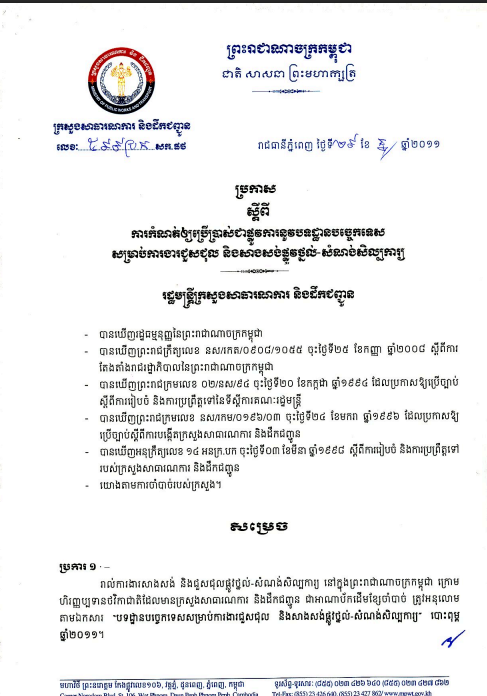 ព្រះរាជាណាចក្រកម្ពុជា
ជាតិ សាសនា ព្រះមហាក្សត្រ
ក្រសួងសាធារណការ និងដឹកជញ្ជូន
លេខ: សក.៥៩
រាជធានីភ្នំពេញ ថ្ងៃទី២៩ ខែ ធ្នូ ឆ្នាំ២០១១
ប្រកាស
ស្តីពី
ការកំណត់ឲ្យប្រើប្រាស់ជាផ្លូវការនូវបទដ្ឋានបច្ចេកទេស
សម្រាប់ការងារជួសជុល និងសាងសង់ផ្លូវថ្នល់-សំណង់សិល្បការ្យ
រដ្ឋមន្ត្រីក្រសួងសាធារណការ និងដឹកជញ្ជូន
- បានឃើញរដ្ឋធម្មនុញ្ញនៃព្រះរាជាណាចក្រកម្ពុជា
- បានឃើញព្រះរាជក្រឹត្យលេខ នស/រកត/០៩០៨/១០៥៥ ចុះថ្ងៃទី២៥ ខែកញ្ញា ឆ្នាំ២០០៨ ស្តីពីការ
តែងតាំងរាជរដ្ឋាភិបាលនៃព្រះរាជាណាចក្រកម្ពុជា
- បានឃើញព្រះរាជក្រមលេខ ០២/នស/៩៤ ចុះថ្ងៃទី២០ ខែកក្កដា ឆ្នាំ១៩៩៤ ដែលប្រកាសឱ្យប្រើច្បាប់
ស្តីពីការរៀបចំ និងការប្រព្រឹត្តទៅនៃទីស្តីការគណៈរដ្ឋមន្ត្រី
- បានឃើញព្រះរាជក្រមលេខ នស/រកម/០១៩៦/០៣ ចុះថ្ងៃទី២៤ ខែមករា ឆ្នាំ១៩៩៦ ដែលប្រកាសឱ្យ
ប្រើច្បាប់ស្តីពីការបង្កើតក្រសួងសាធារណការ និងដឹកជញ្ជូន
- បានឃើញអនុក្រឹត្យលេខ ១៤ អនក្រ.បក ចុះថ្ងៃទី០៣ ខែមីនា ឆ្នាំ១៩៩៨ ស្តីពីការរៀបចំ និងការប្រព្រឹត្តទៅ
របស់ក្រសួងសាធារណការ និងដឹកជញ្ជូន
- យោងតាមការចាំបាច់របស់ក្រសួង។
សម្រេច
ប្រការ ១ · –
រាល់ការងារសាងសង់ និងជួសជុលផ្លូវថ្នល់-សំណង់សិល្បការ្យ នៅក្នុងព្រះរាជាណាចក្រកម្ពុជា ក្រោម
ហិរញ្ញប្បទានថវិកាជាតិដែលមានក្រសួងសាធារណការ និងដឹកជញ្ជូន ជាអាណាប័កដើមខ្សែចាំបាច់ ត្រូវអនុលោម
តាមឯកសារ "បទដ្ឋានបច្ចេកទេសសម្រាប់ការងារជួសជុល និងសាងសង់ផ្លូវថ្នល់-សំណង់សិល្បការ្យ" បោះពុម្ព
ឆ្នាំ២០១១។
មហាវិថី ព្រះនរោត្តម កែងផ្លូវលេខ១០៦, វត្តភ្នំ, ដូនពេញ, ភ្នំពេញ, កម្ពុជា
ទូរស័ព្ទ-ទូរសារ: (៨៥៥) ០២៣ ៤២៦ ៦៤០ (៨៥៥) ០២៣ ៤២៧ ៨៦២
Corner Norodom Blvd, St. 106, Wat Phnom, Daun Penh Phnom Penh, Cambodia
Tel-Fax: (855) 23 426 640, (855) 23 427 862/ www.mpwt.gov.kh